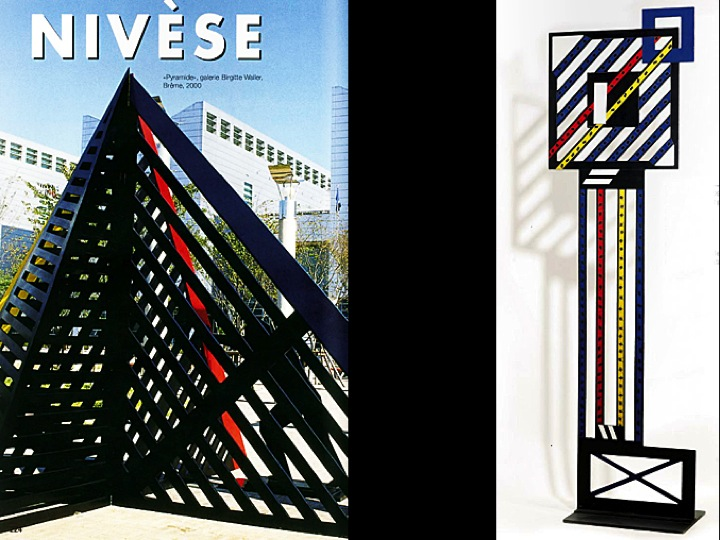 NIVÈSE
«Pyramide», galerie Birgitte Waller,
Brême, 2000